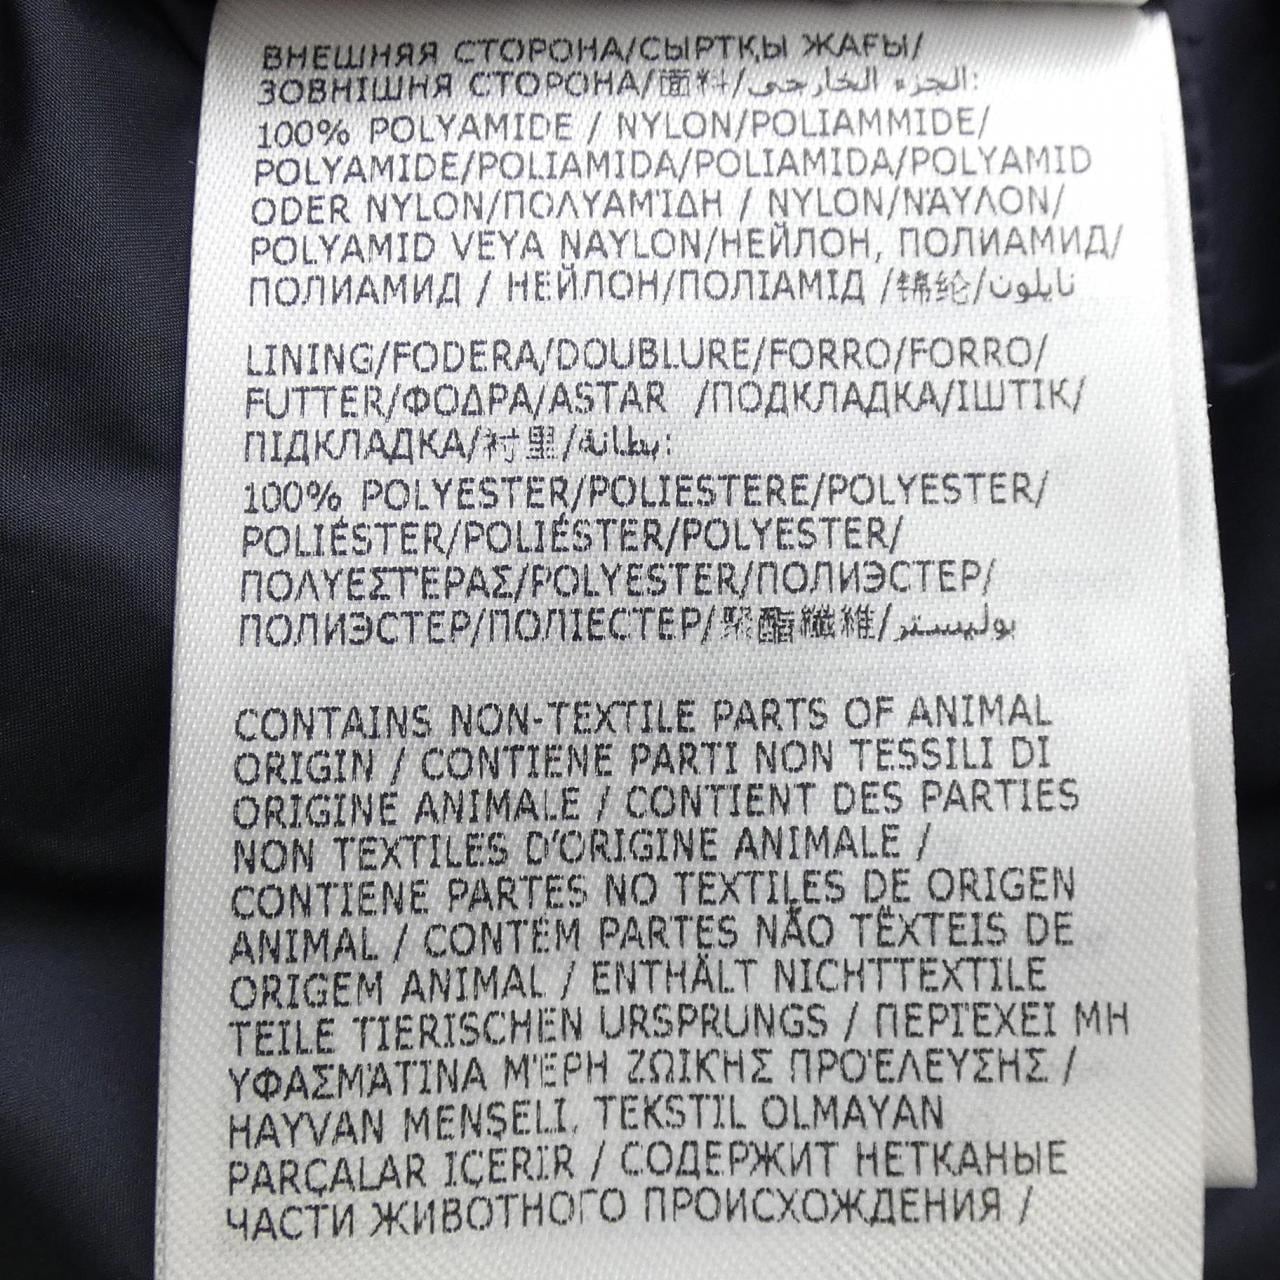 ВНЕШНЯЯ СТОРОНА/СЫРТҚЫ ЖАҒЫ/
ЗОВНІШНЯ СТОРОНА/面料/الجزء الخارجي:
100% POLYAMIDE / NYLON/POLIAMMIDE/
POLYAMIDE/POLIAMIDA/POLIAMIDA/POLYAMID
ODER NYLON/ΠΟΛΥΑΜΊΔΗ / NYLON/ΝΆΥΛΟΝ/
POLYAMID VEYA NAYLON/НЕЙЛОН, ПОЛИАМИД/
ПОЛИАМИД / НЕЙЛОН/ПОЛІАМІД /锦纶/نايلون
LINING/FODERA/DOUBLURE/FORRO/FORRO/
FUTTER/ΦΟΔΡΑ/ASTAR /ПОДКЛАДКА/ІШТІК/
ПІДКЛАДКА/衬里/بطانة:
100% POLYESTER/POLIESTERE/POLYESTER/
POLIÉSTER/POLIÉSTER/POLYESTER/
ΠΟΛΥΕΣΤΈΡΑΣ/POLYESTER/ПОЛИЭСТЕР/
ПОЛИЭСТЕР/ПОЛІЕСТЕР/聚酯纖維/بوليستر
CONTAINS NON-TEXTILE PARTS OF ANIMAL
ORIGIN / CONTIENE PARTI NON TESSILI DI
ORIGINE ANIMALE / CONTIENT DES PARTIES
NON TEXTILES D'ORIGINE ANIMALE /
CONTIENE PARTES NO TEXTILES DE ORIGEN
ANIMAL / CONTÉM PARTES NÃO TÊXTEIS DE
ORIGEM ANIMAL / ENTHÄLT NICHTTEXTILE
TEILE TIERISCHEN URSPRUNGS / ΠΕΡΙΈΧΕΙ ΜΗ
ΥΦΑΣΜΆΤΙΝΑ ΜΈΡΗ ΖΩΙΚΉΣ ΠΡΟΈΛΕΥΣΗΣ /
HAYVAN MENŞELI, TEKSTIL OLMAYAN
PARÇALAR IÇERIR / СОДЕРЖИТ НЕТКАНЫЕ
ЧАСТИ ЖИВОТНОГО ПРОИСХОЖДЕНИЯ /